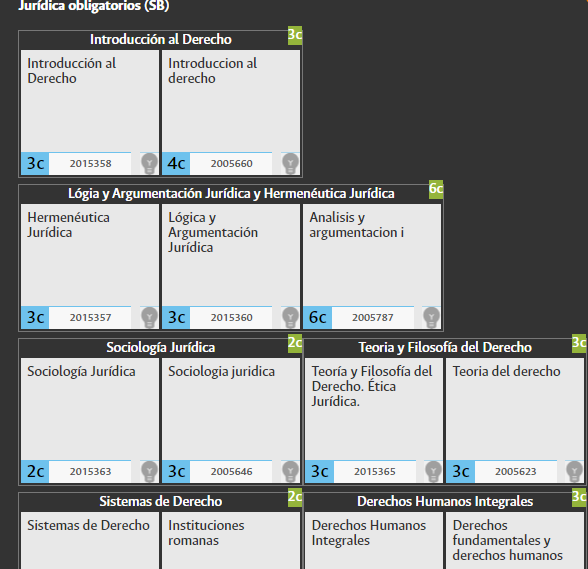 Jurídica obligatorios (SB)
Introducción al Derecho
3c
Introducción al
Derecho
3c
2015358
Introduccion al
derecho
4c
2005660
Lógia y Argumentación Jurídica y Hermenéutica Jurídica
6c
Hermenéutica
Jurídica
3c
2015357
Lógica y
Argumentación
Jurídica
3c
2015360
Analisis y
argumentacion i
6c
2005787
Sociología Jurídica
2c
Sociología Jurídica
2c
2015363
Sociologia juridica
3c
2005646
Teoria y Filosofía del Derecho
3c
Teoría y Filosofía del
Derecho. Ética
Jurídica.
3c
2015365
Teoria del derecho
3c
2005623
Sistemas de Derecho
2c
Sistemas de Derecho
Instituciones
romanas
Derechos Humanos Integrales
3c
Derechos Humanos
Integrales
Derechos
fundamentales y
derechos humanos